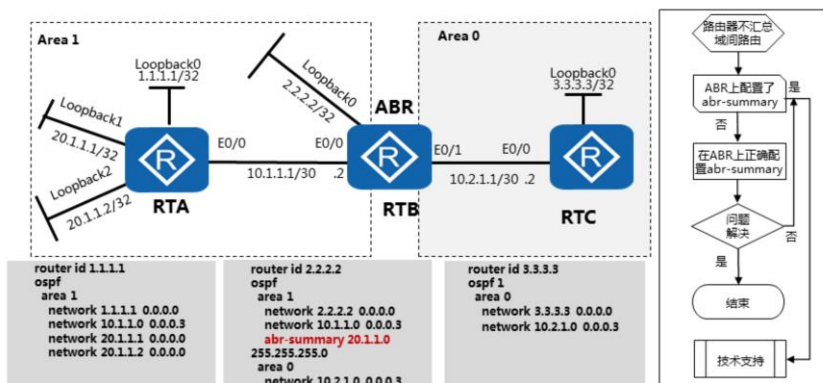 Area 1
Loopback0
1.1.1.1/32
Loopback1
20.1.1.1/32
Loopback2
20.1.1.2/32
RTA
E0/0
10.1.1.1/30
E0/0
.2
Loopback0
2.2.2.2/32
ABR
RTB
Area 0
E0/1
10.2.1.1/30
E0/0
.2
Loopback0
3.3.3.3/32
RTC
router id 1.1.1.1
ospf
area 1
network 1.1.1.1 0.0.0.0
network 10.1.1.0 0.0.0.3
network 20.1.1.1 0.0.0.0
network 20.1.1.2 0.0.0.0
router id 2.2.2.2
ospf
area 1
network 2.2.2.2 0.0.0.0
network 10.1.1.0 0.0.0.3
abr-summary 20.1.1.0
255.255.255.0
area 0
network 10.2.1.0 0.0.0.3
router id 3.3.3.3
ospf 1
area 0
network 3.3.3.3 0.0.0.0
network 10.2.1.0 0.0.0.3
路由器不汇总
域间路由
ABR上配置了
abr-summary
是
否
在ABR上正确配
置abr-summary
问题
解决
否
是
结束
技术支持